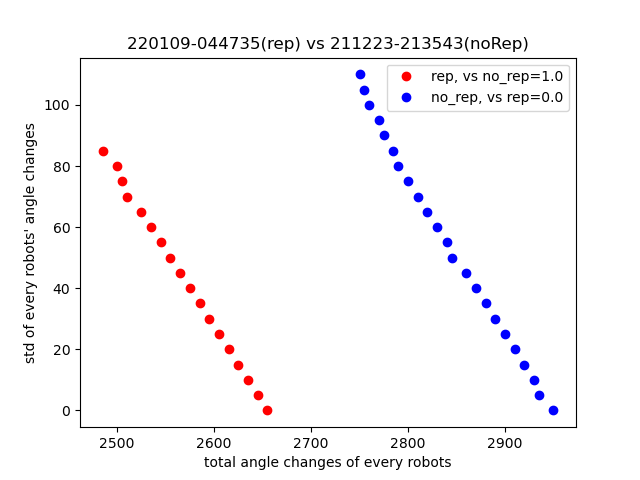 220109-044735(rep) vs 211223-213543(noRep)
rep, vs no_rep=1.0
no_rep, vs rep=0.0
std of every robots' angle changes
100
80
60
40
20
0
2500 2600 2700 2800 2900
total angle changes of every robots